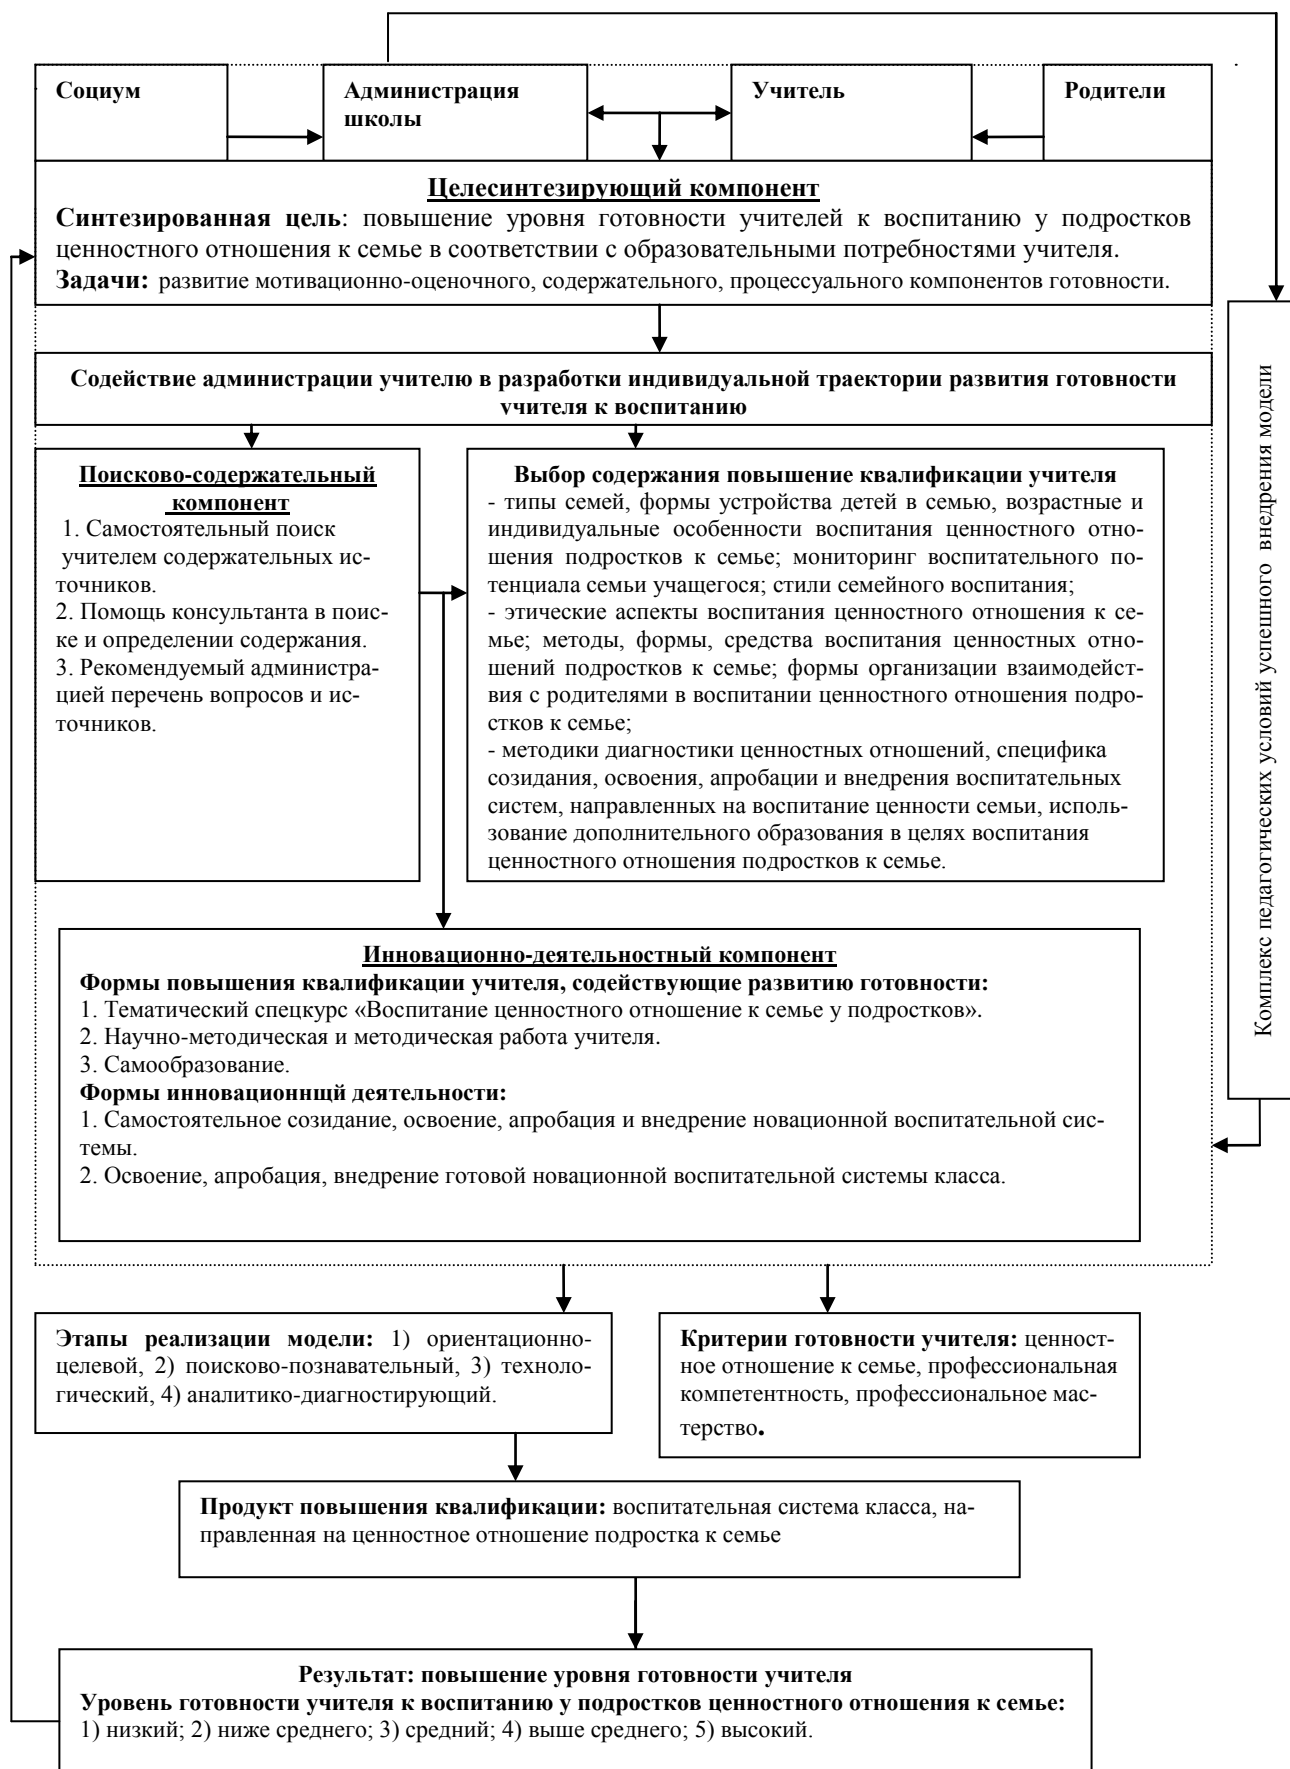 Социум
Администрация
школы
Учитель
Родители
Целесинтезирующий компонент
Синтезированная цель: повышение уровня готовности учителей к воспитанию у подростков
ценностного отношения к семье в соответствии с образовательными потребностями учителя.
Задачи: развитие мотивационно-оценочного, содержательного, процессуального компонентов готовности.
Содействие администрации учителю в разработки индивидуальной траектории развития готовности
учителя к воспитанию
Поисково-содержательный
компонент
1. Самостоятельный поиск
учителем содержательных ис-
точников.
2. Помощь консультанта в поис-
ке и определении содержания.
3. Рекомендуемый администра-
цией перечень вопросов и ис-
точников.
Выбор содержания повышение квалификации учителя
- типы семей, формы устройства детей в семью, возрастные и
индивидуальные особенности воспитания ценностного отно-
шения подростков к семье; мониторинг воспитательного по-
тенциала семьи учащегося; стили семейного воспитания;
- этические аспекты воспитания ценностного отношения к се-
мье; методы, формы, средства воспитания ценностных отно-
шений подростков к семье; формы организации взаимодейст-
вия с родителями в воспитании ценностного отношения подро-
стков к семье;
- методики диагностики ценностных отношений, специфика
созидания, освоения, апробации и внедрения воспитательных
систем, направленных на воспитание ценности семьи, исполь-
зование дополнительного образования в целях воспитания
ценностного отношения подростков к семье.
Комплекс педагогических условий успешного внедрения модели
Инновационно-деятельностный компонент
Формы повышения квалификации учителя, содействующие развитию готовности:
1. Тематический спецкурс «Воспитание ценностного отношение к семье у подростков».
2. Научно-методическая и методическая работа учителя.
3. Самообразование.
Формы инновационнщй деятельности:
1. Самостоятельное созидание, освоение, апробация и внедрение новационной воспитательной сис-
темы.
2. Освоение, апробация, внедрение готовой новационной воспитательной системы класса.
Этапы реализации модели: 1) ориентационно-
целевой, 2) поисково-познавательный, 3) техноло-
гический, 4) аналитико-диагностирующий.
Критерии готовности учителя: ценност-
ное отношение к семье, профессиональная
компетентность, профессиональное мас-
терство.
Продукт повышения квалификации: воспитательная система класса, на-
правленная на ценностное отношение подростка к семье
Результат: повышение уровня готовности учителя
Уровень готовности учителя к воспитанию у подростков ценностного отношения к семье:
1) низкий; 2) ниже среднего; 3) средний; 4) выше среднего; 5) высокий.